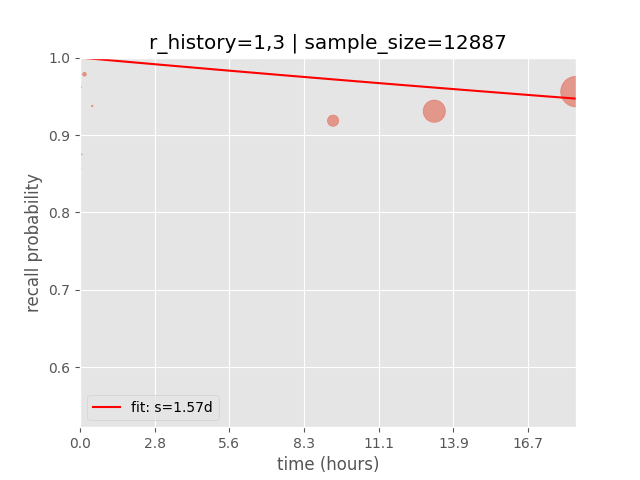 r_history=1,3 | sample_size=12887
1.0
0.9
0.8
0.7
0.6
recall probability
fit: s=1.57d
0.0 2.8 5.6 8.3 11.1 13.9 16.7
time (hours)